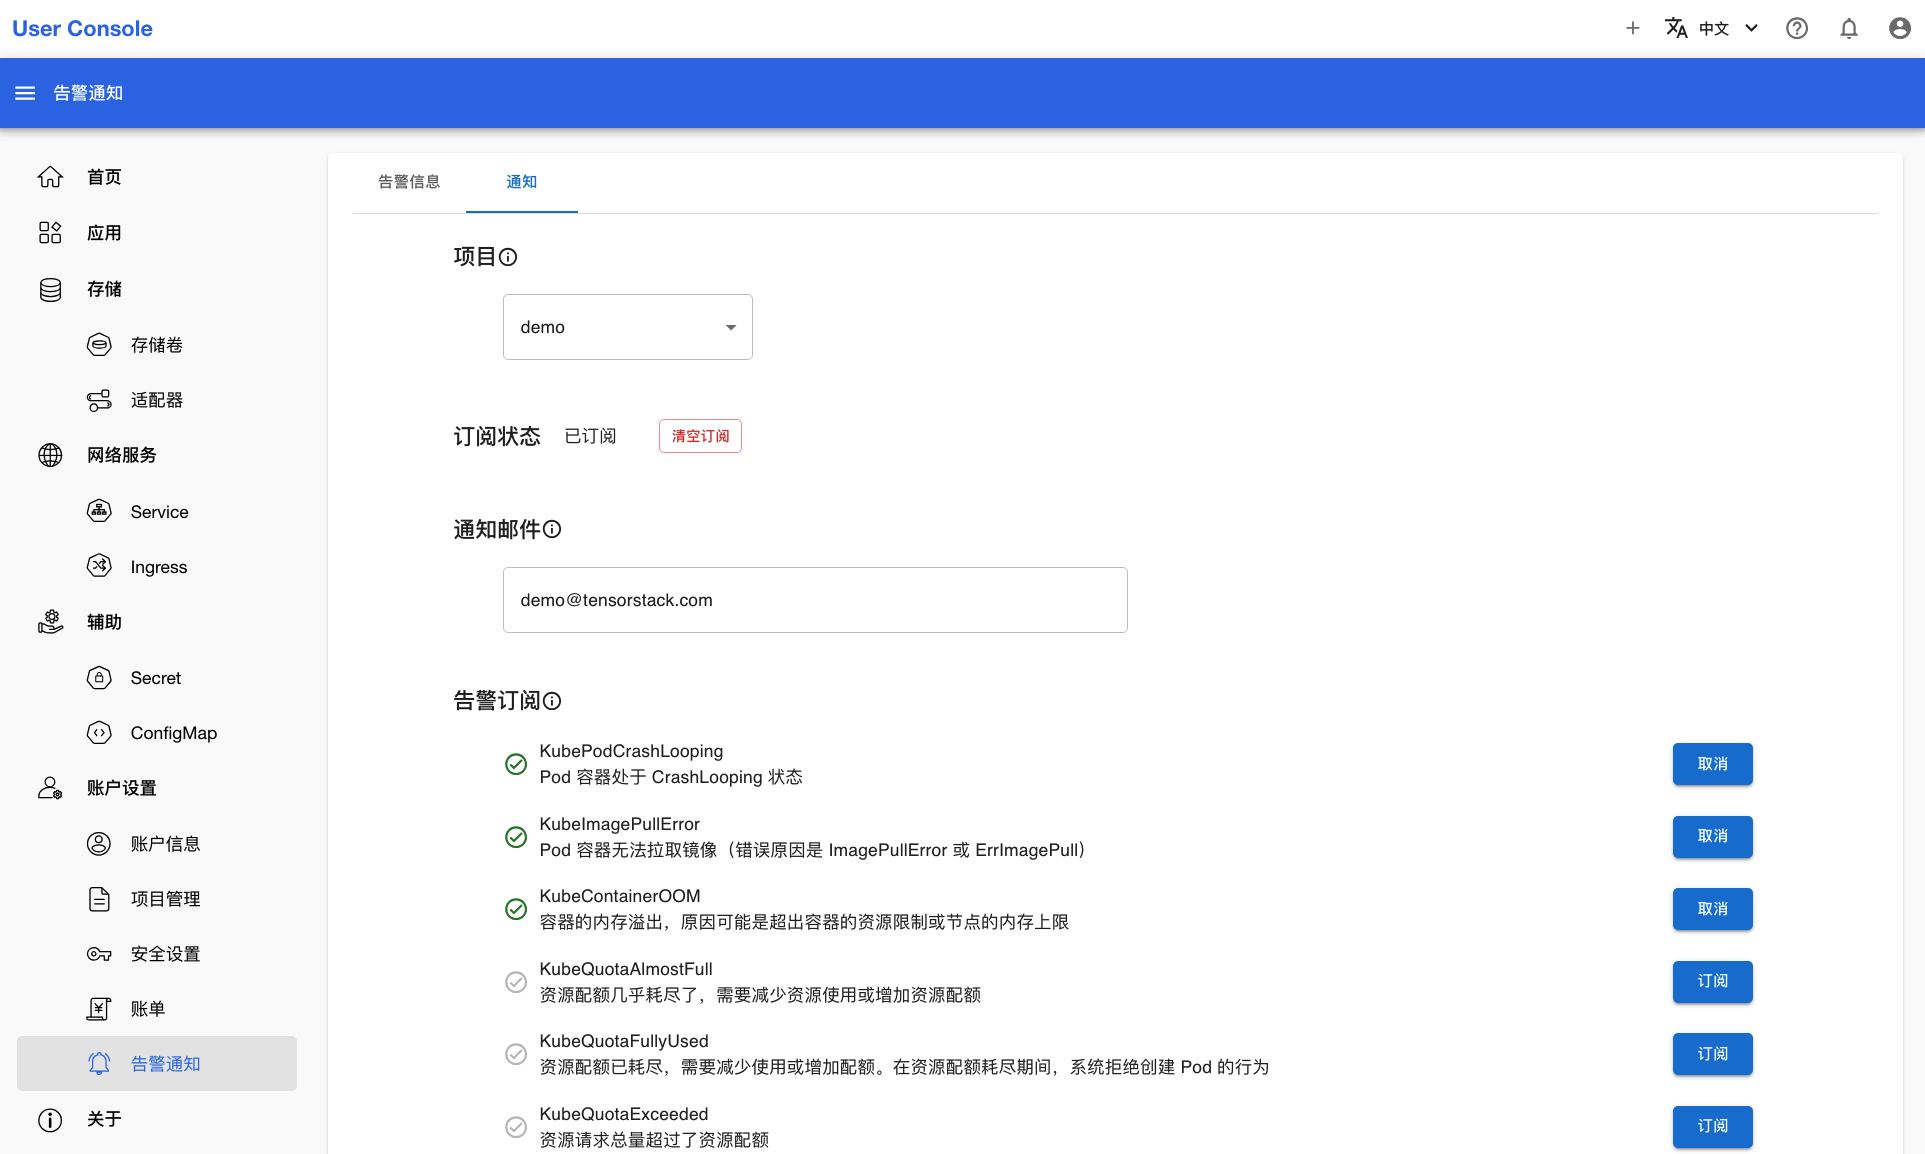 User Console
中文
告警通知
首页
应用
存储
存储卷
适配器
网络服务
Service
Ingress
辅助
Secret
ConfigMap
账户设置
账户信息
项目管理
安全设置
账单
告警通知
关于
告警信息
通知
项目
demo
订阅状态 已订阅 清空订阅
通知邮件
demo@tensorstack.com
告警订阅
KubePodCrashLooping
Pod 容器处于 CrashLooping 状态
取消
KubeImagePullError
Pod 容器无法拉取镜像（错误原因是 ImagePullError 或 ErrImagePull）
取消
KubeContainerOOM
容器的内存溢出，原因可能是超出容器的资源限制或节点的内存上限
取消
KubeQuotaAlmostFull
资源配额几乎耗尽了，需要减少资源使用或增加资源配额
订阅
KubeQuotaFullyUsed
资源配额已耗尽，需要减少使用或增加配额。在资源配额耗尽期间，系统拒绝创建 Pod 的行为
订阅
KubeQuotaExceeded
资源请求总量超过了资源配额
订阅